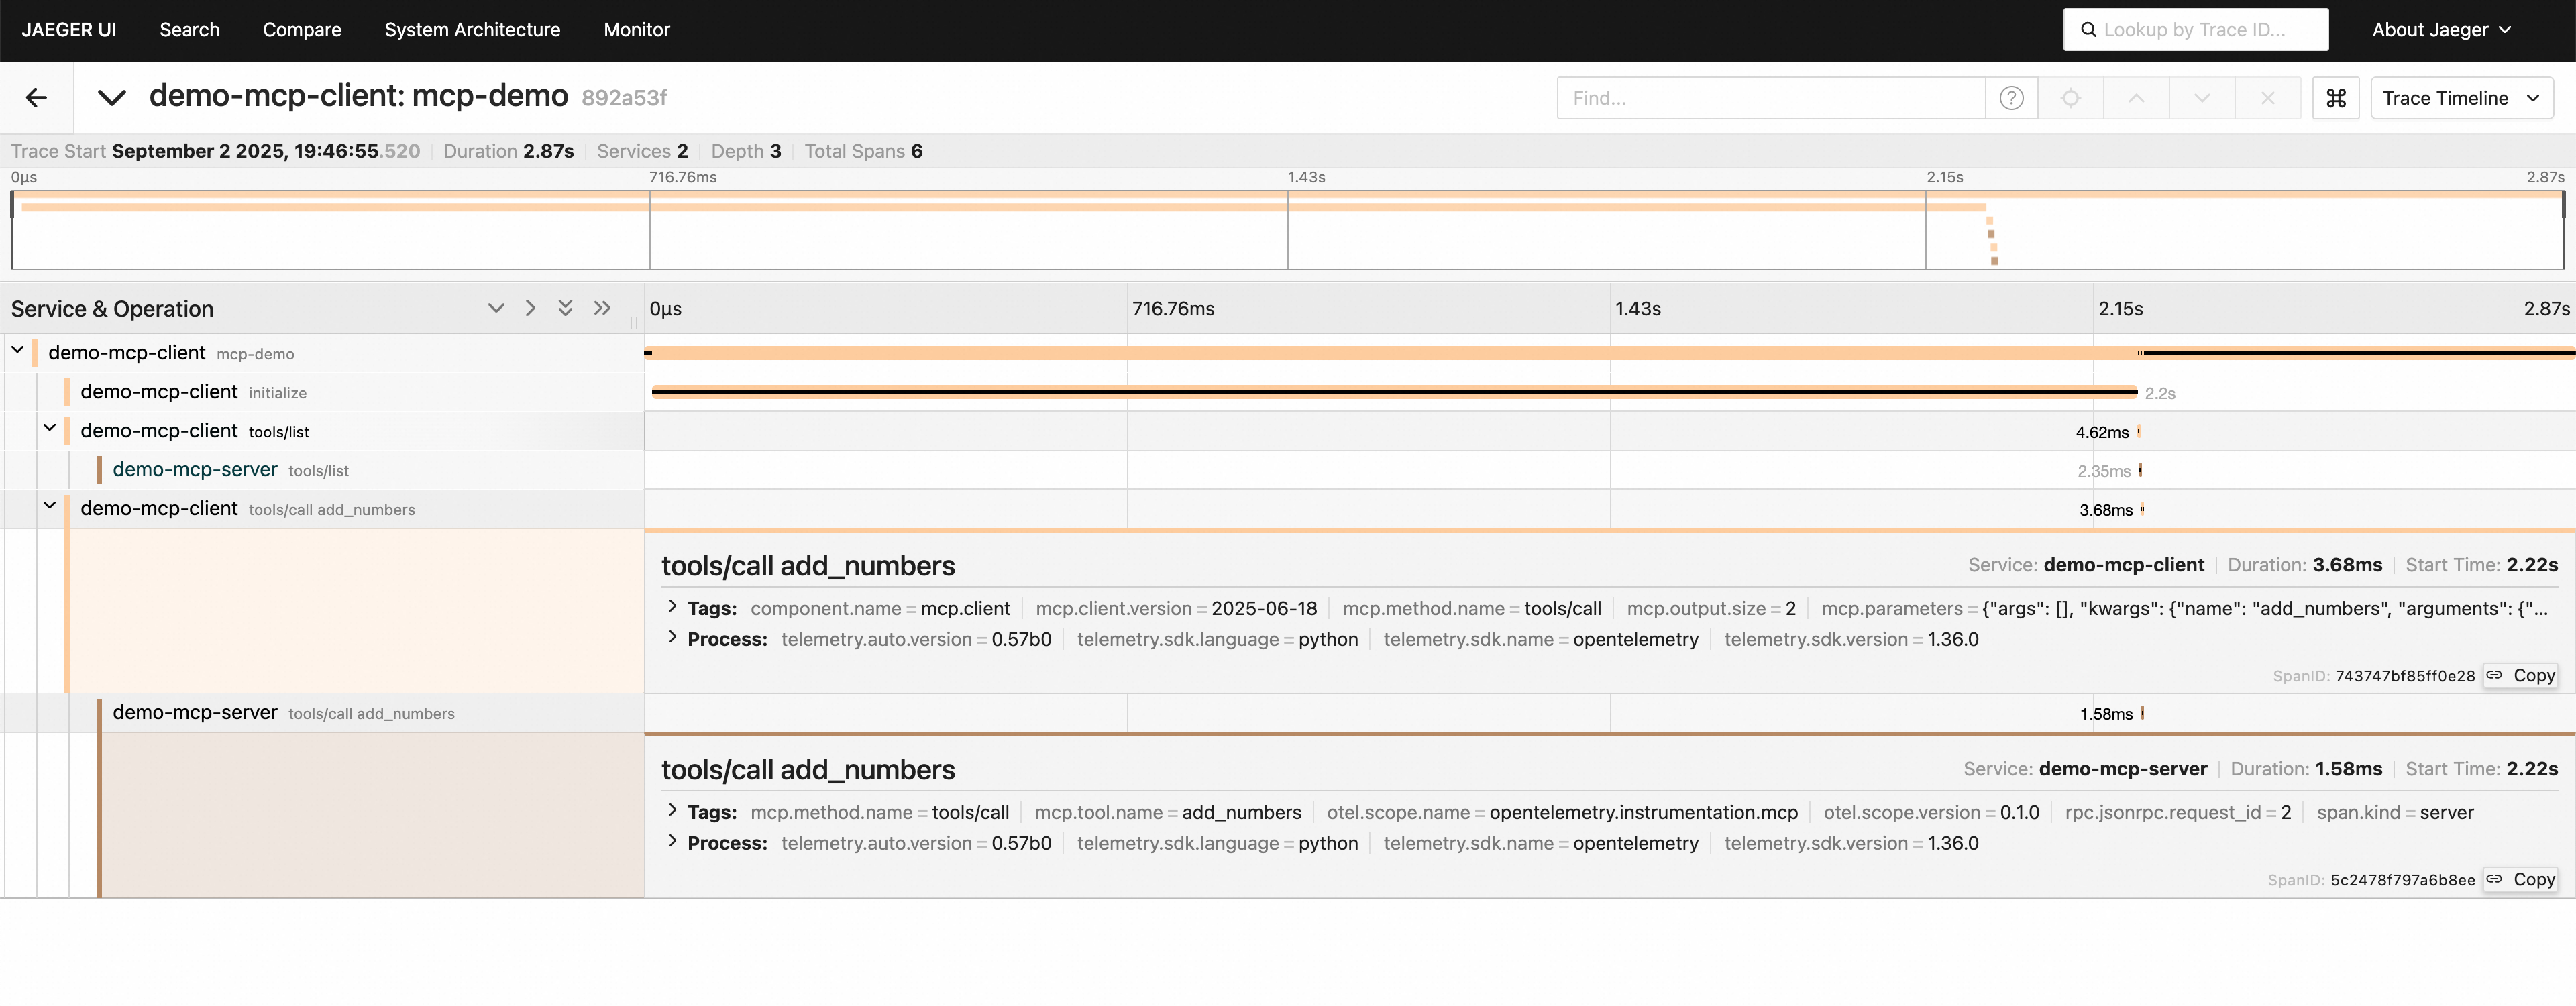 JAEGER UI Search Compare System Architecture Monitor Lookup by Trace ID... About Jaeger
demo-mcp-client: mcp-demo 892a53f Find... ? ⌘ Trace Timeline
Trace Start September 2 2025, 19:46:55.520 Duration 2.87s Services 2 Depth 3 Total Spans 6
0μs 716.76ms 1.43s 2.15s 2.87s
Service & Operation 0μs 716.76ms 1.43s 2.15s 2.87s
demo-mcp-client mcp-demo
demo-mcp-client initialize 2.2s
demo-mcp-client tools/list 4.62ms
demo-mcp-server tools/list 2.35ms
demo-mcp-client tools/call add_numbers 3.68ms
tools/call add_numbers Service: demo-mcp-client Duration: 3.68ms Start Time: 2.22s
Tags: component.name = mcp.client mcp.client.version = 2025-06-18 mcp.method.name = tools/call mcp.output.size = 2 mcp.parameters = {"args": [], "kwargs": {"name": "add_numbers", "arguments": {"...
Process: telemetry.auto.version = 0.57b0 telemetry.sdk.language = python telemetry.sdk.name = opentelemetry telemetry.sdk.version = 1.36.0
SpanID: 743747bf85ff0e28 Copy
demo-mcp-server tools/call add_numbers 1.58ms
tools/call add_numbers Service: demo-mcp-server Duration: 1.58ms Start Time: 2.22s
Tags: mcp.method.name = tools/call mcp.tool.name = add_numbers otel.scope.name = opentelemetry.instrumentation.mcp otel.scope.version = 0.1.0 rpc.jsonrpc.request_id = 2 span.kind = server
Process: telemetry.auto.version = 0.57b0 telemetry.sdk.language = python telemetry.sdk.name = opentelemetry telemetry.sdk.version = 1.36.0
SpanID: 5c2478f797a6b8ee Copy